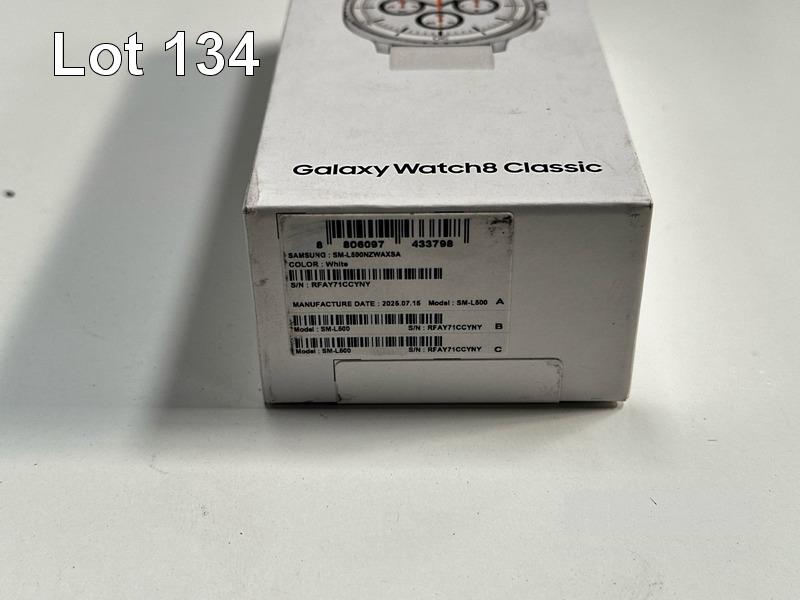 Lot 134
Galaxy Watch8 Classic
8 806097 433798
SAMSUNG : SM-L500NZWAXSA
COLOR : White
S/N : RFAY71CCYNY
MANUFACTURE DATE : 2025.07.15 Model : SM-L500 A
Model : SM-L500 S/N : RFAY71CCYNY B
Model : SM-L500 S/N : RFAY71CCYNY C